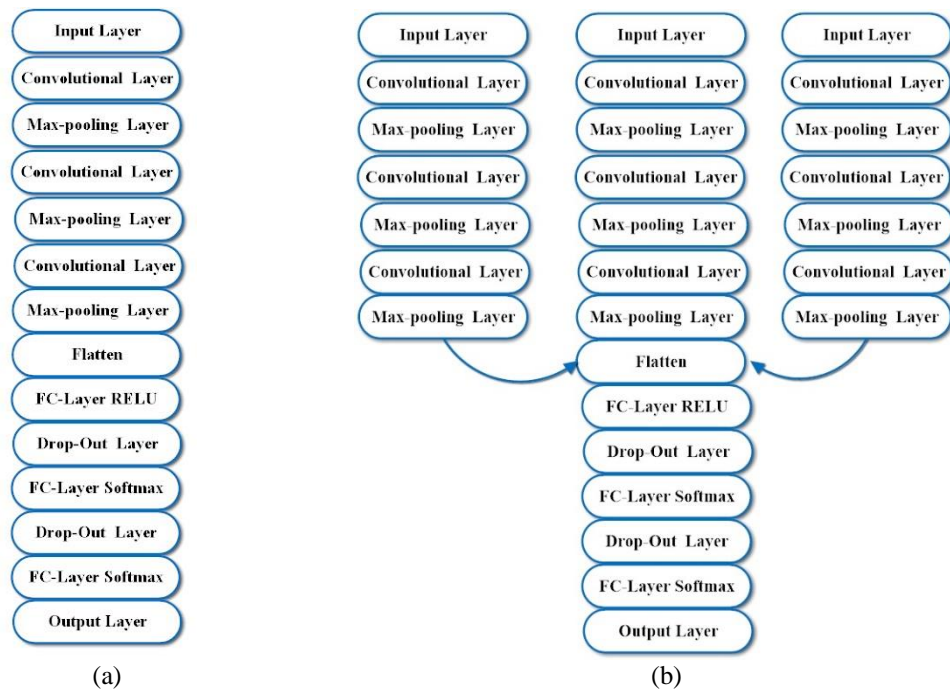 Input Layer
Convolutional Layer
Max-pooling Layer
Convolutional Layer
Max-pooling Layer
Convolutional Layer
Max-pooling Layer
Flatten
FC-Layer RELU
Drop-Out Layer
FC-Layer Softmax
Drop-Out Layer
FC-Layer Softmax
Output Layer
(a)
Input Layer
Convolutional Layer
Max-pooling Layer
Convolutional Layer
Max-pooling Layer
Convolutional Layer
Max-pooling Layer
Input Layer
Convolutional Layer
Max-pooling Layer
Convolutional Layer
Max-pooling Layer
Convolutional Layer
Max-pooling Layer
Flatten
FC-Layer RELU
Drop-Out Layer
FC-Layer Softmax
Drop-Out Layer
FC-Layer Softmax
Output Layer
Input Layer
Convolutional Layer
Max-pooling Layer
Convolutional Layer
Max-pooling Layer
Convolutional Layer
Max-pooling Layer
(b)